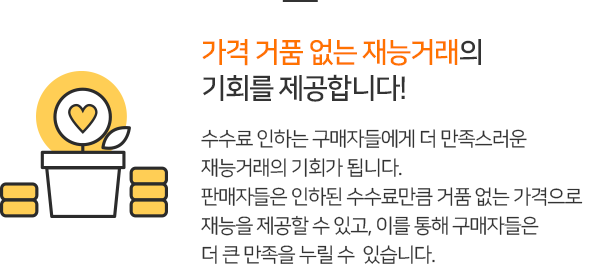 가격 거품 없는 재능거래의
기회를 제공합니다!
수수료 인하는 구매자들에게 더 만족스러운
재능거래의 기회가 됩니다.
판매자들은 인하된 수수료만큼 거품 없는 가격으로
재능을 제공할 수 있고, 이를 통해 구매자들은
더 큰 만족을 누릴 수 있습니다.